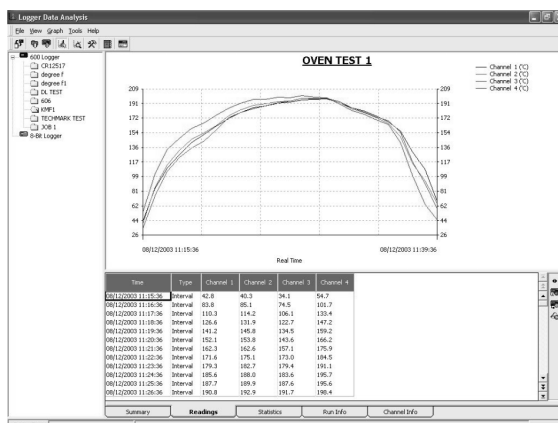 Logger Data Analysis
File View Graph Tools Help
600 Logger
CR12517
degree f
degree f1
DL TEST
606
KMF1
TECHMARK TEST
JOB 1
8-Bit Logger
OVEN TEST 1
Channel 1 (°C)
Channel 2 (°C)
Channel 3 (°C)
Channel 4 (°C)
209 209
191 191
172 172
154 154
136 136
117 117
99 99
81 81
62 62
44 44
26 26
08/12/2003 11:15:36 08/12/2003 11:39:36
Real Time
Time Type Channel 1 Channel 2 Channel 3 Channel 4
08/12/2003 11:15:36 Interval 42.8 40.3 34.1 54.7
08/12/2003 11:16:36 Interval 83.8 85.1 74.5 101.7
08/12/2003 11:17:36 Interval 110.3 114.2 106.1 133.4
08/12/2003 11:18:36 Interval 126.6 131.9 122.7 147.2
08/12/2003 11:19:36 Interval 141.2 145.8 134.5 159.2
08/12/2003 11:20:36 Interval 152.1 153.8 143.6 166.2
08/12/2003 11:21:36 Interval 162.3 162.6 157.1 175.9
08/12/2003 11:22:36 Interval 171.6 175.1 173.0 184.5
08/12/2003 11:23:36 Interval 179.3 182.7 179.4 191.1
08/12/2003 11:24:36 Interval 185.6 188.0 183.6 195.7
08/12/2003 11:25:36 Interval 187.7 189.9 187.6 195.6
08/12/2003 11:26:36 Interval 190.8 192.9 191.7 198.4
Summary Readings Statistics Run Info Channel Info